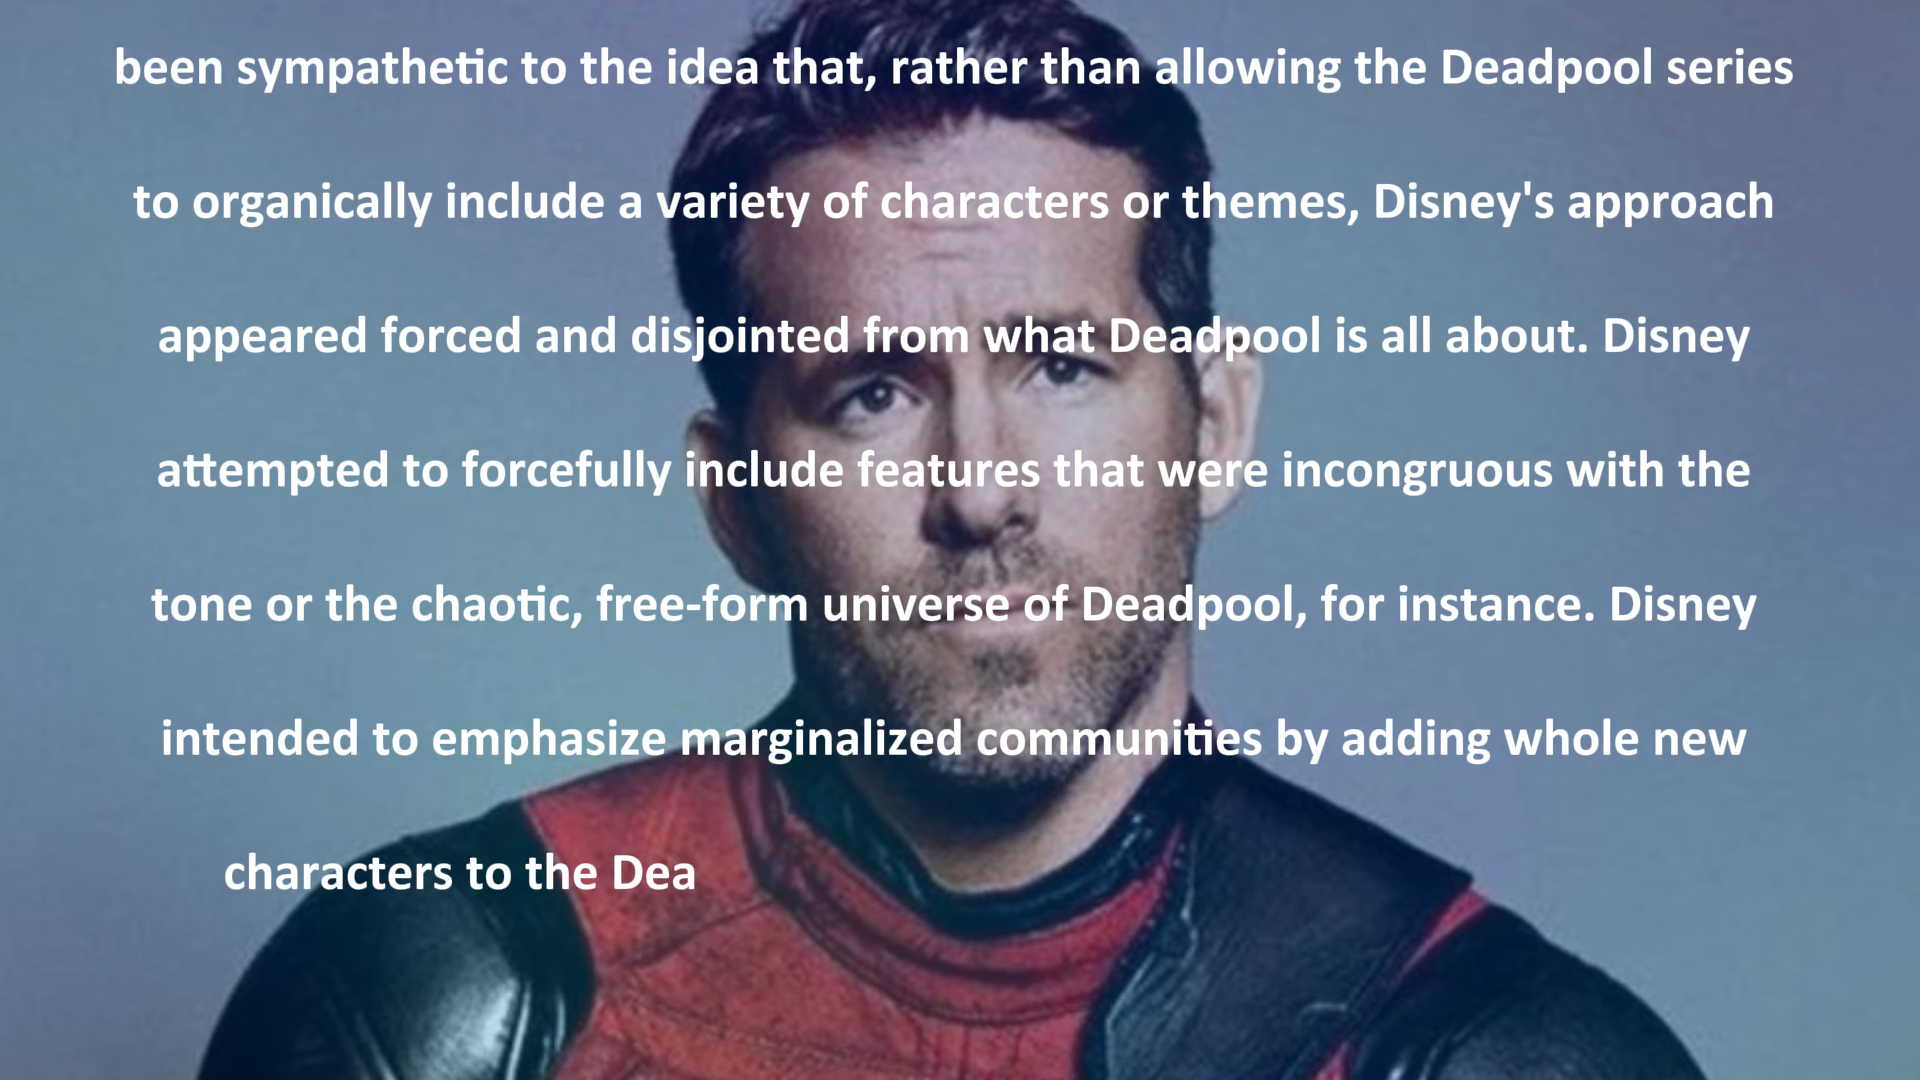 been sympathetic to the idea that, rather than allowing the Deadpool series
to organically include a variety of characters or themes, Disney's approach
appeared forced and disjointed from what Deadpool is all about. Disney
attempted to forcefully include features that were incongruous with the
tone or the chaotic, free-form universe of Deadpool, for instance. Disney
intended to emphasize marginalized communities by adding whole new
characters to the Dea